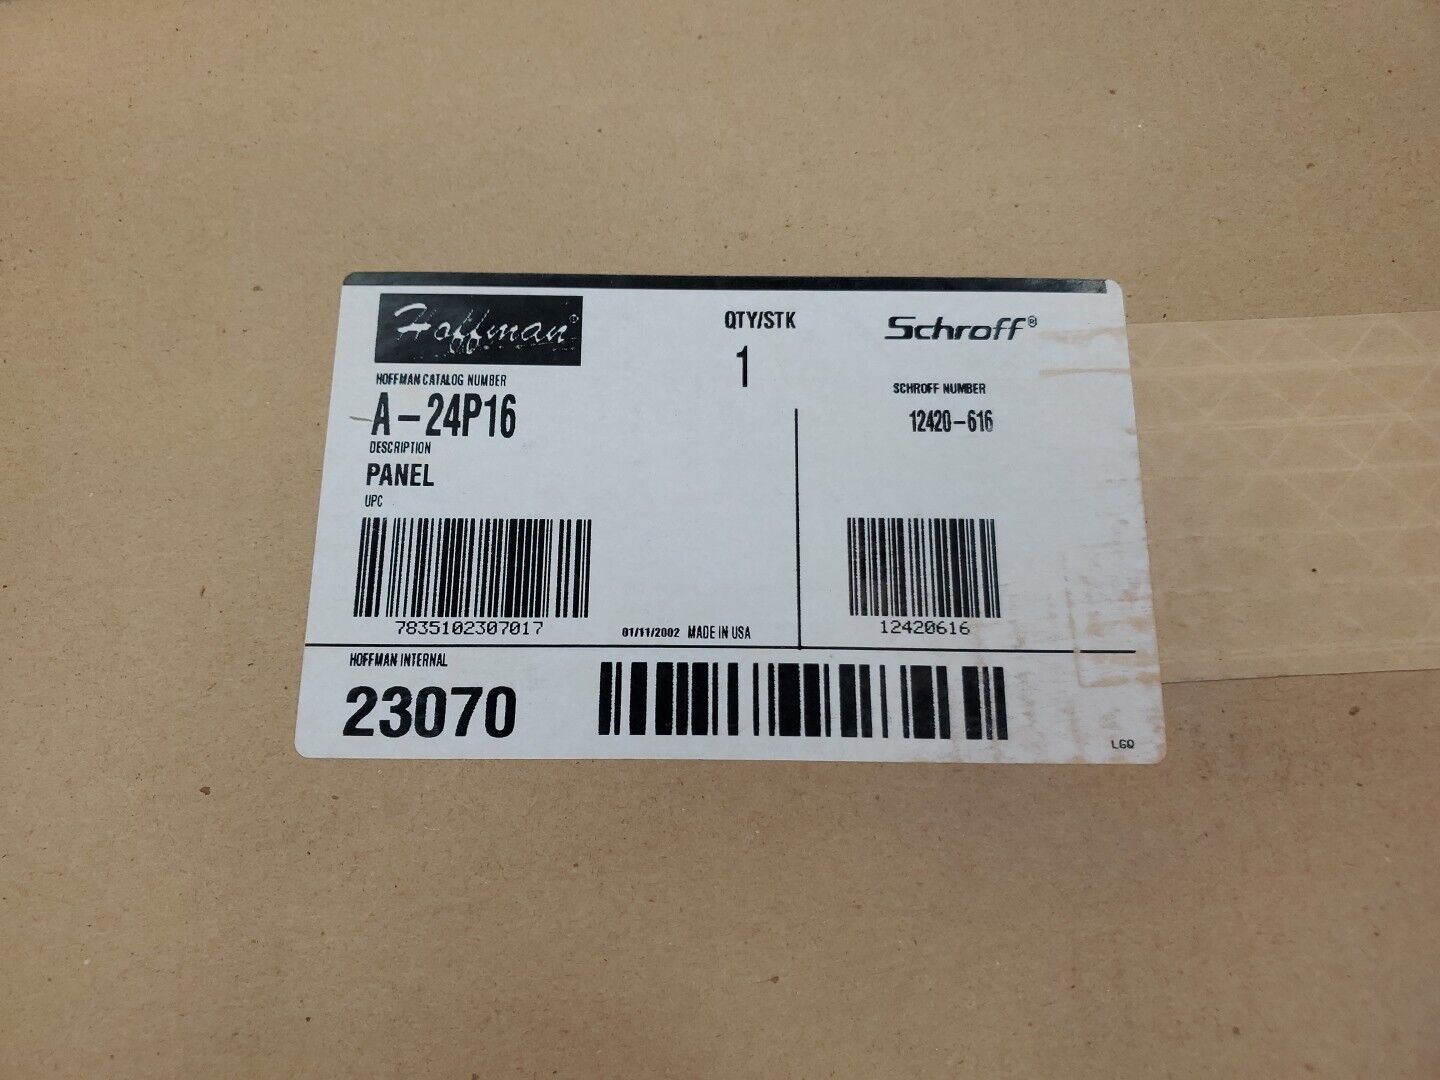 Hoffman®
HOFFMAN CATALOG NUMBER
A-24P16
DESCRIPTION
PANEL
UPC
7835102307017
QTY/STK
1
01/11/2002 MADE IN USA
Schroff®
SCHROFF NUMBER
12420-616
12420616
HOFFMAN INTERNAL
23070
LGQ